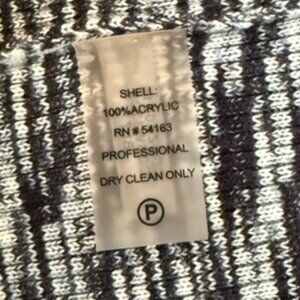 SHELL:
100%ACRYLIC
RN # 54163
PROFESSIONAL
DRY CLEAN ONLY
P